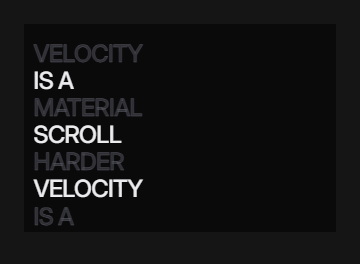 VELOCITY
IS A
MATERIAL
SCROLL
HARDER
VELOCITY
IS A